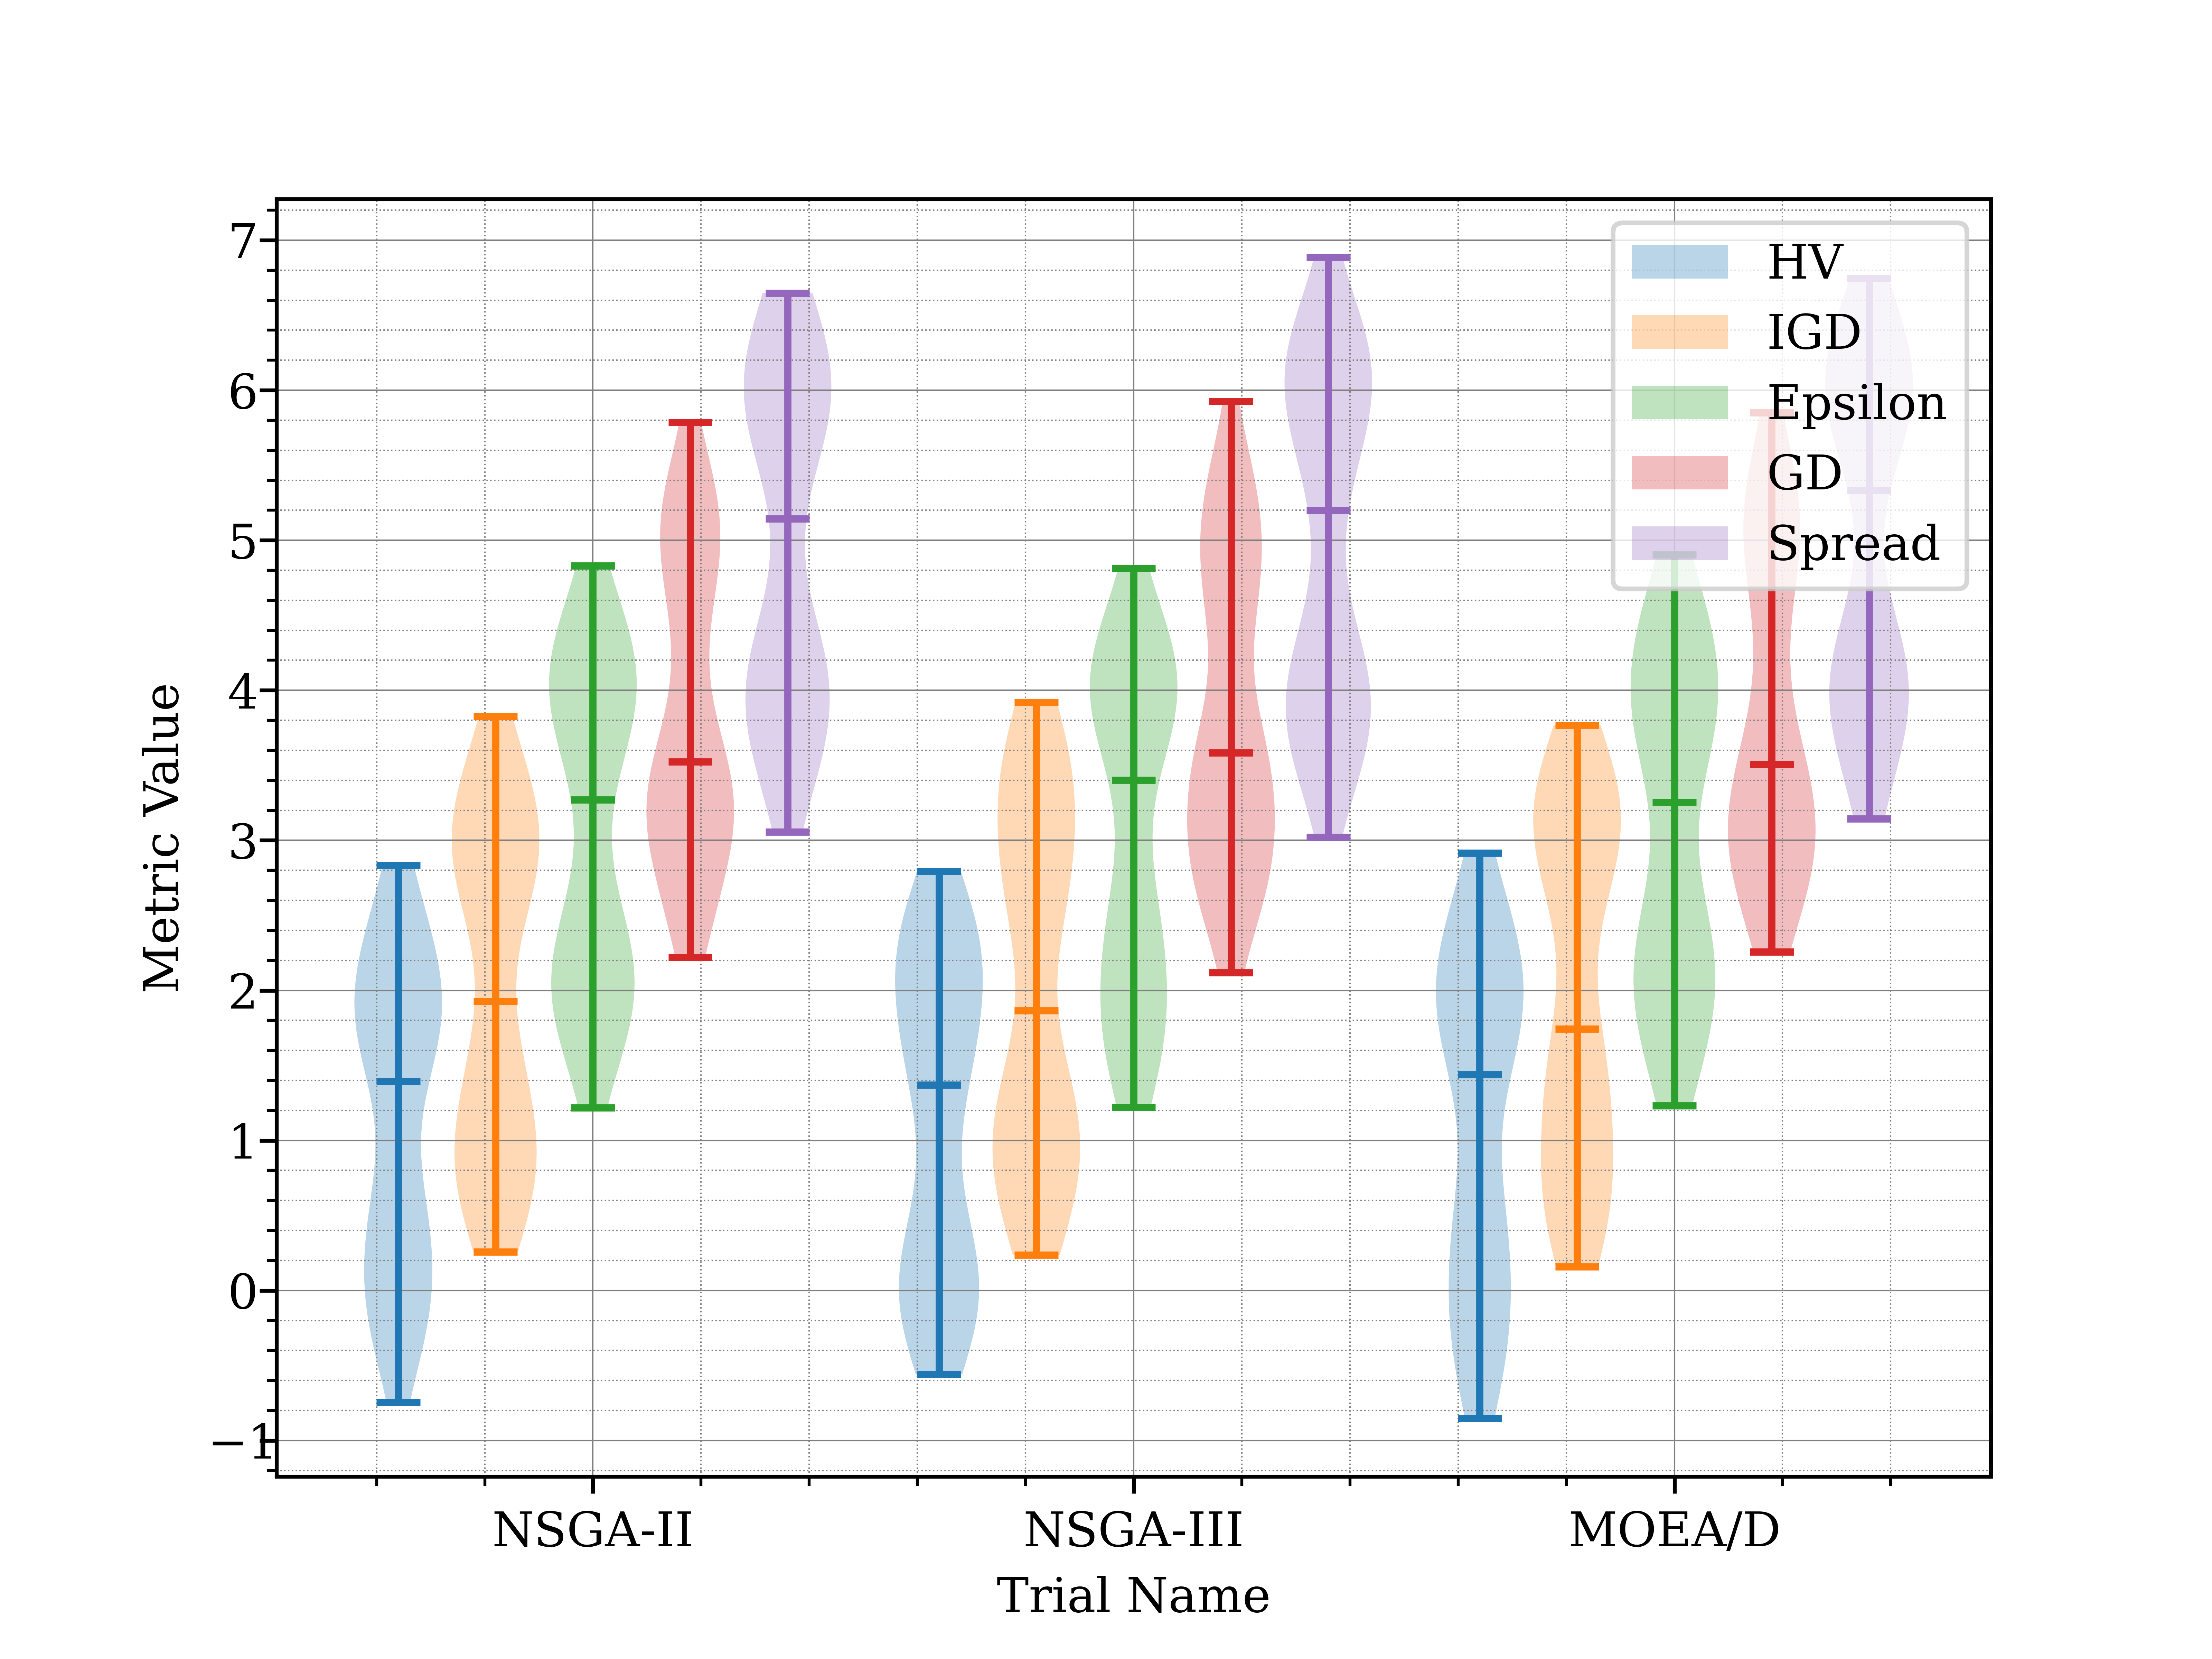 7
6
5
4
3
2
1
0
−1
Metric Value
HV
IGD
Epsilon
GD
Spread
NSGA-II NSGA-III MOEA/D
Trial Name